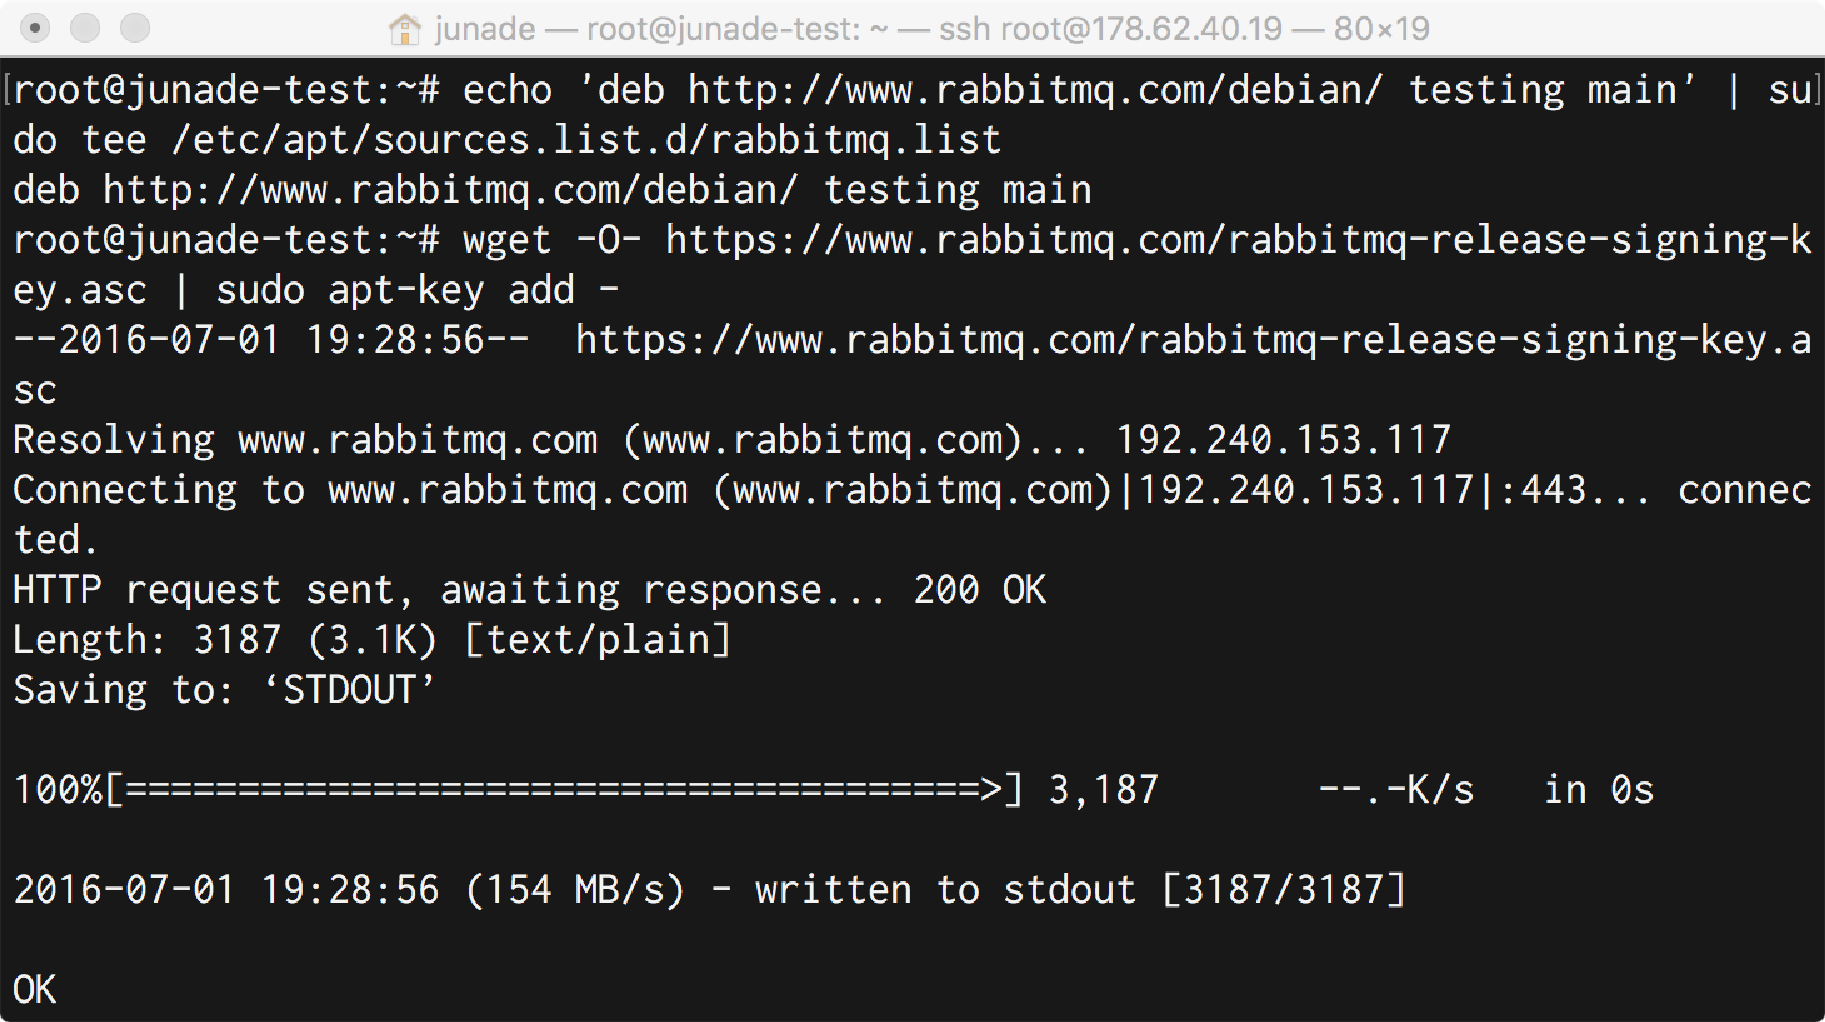 junade — root@junade-test: ~ — ssh root@178.62.40.19 — 80×19
[root@junade-test:~# echo 'deb http://www.rabbitmq.com/debian/ testing main' | su]
do tee /etc/apt/sources.list.d/rabbitmq.list
deb http://www.rabbitmq.com/debian/ testing main
root@junade-test:~# wget -O- https://www.rabbitmq.com/rabbitmq-release-signing-k
ey.asc | sudo apt-key add -
--2016-07-01 19:28:56--  https://www.rabbitmq.com/rabbitmq-release-signing-key.a
sc
Resolving www.rabbitmq.com (www.rabbitmq.com)... 192.240.153.117
Connecting to www.rabbitmq.com (www.rabbitmq.com)|192.240.153.117|:443... connec
ted.
HTTP request sent, awaiting response... 200 OK
Length: 3187 (3.1K) [text/plain]
Saving to: ‘STDOUT’
100%[======================================>] 3,187       --.-K/s   in 0s
2016-07-01 19:28:56 (154 MB/s) - written to stdout [3187/3187]
OK